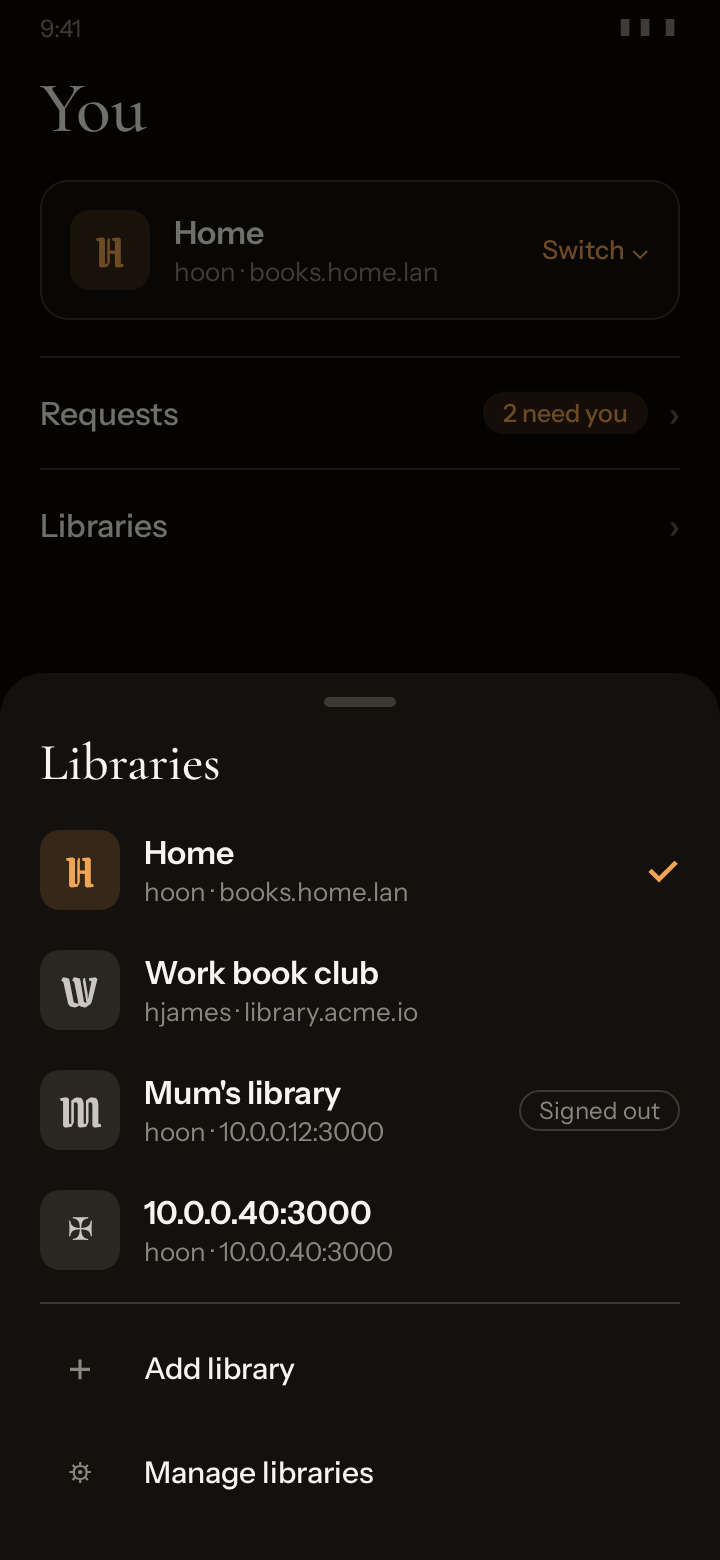 9:41
You
H
Home
hoon · books.home.lan
Switch
Requests
2 need you
Libraries
Libraries
H
Home
hoon · books.home.lan
W
Work book club
hjames · library.acme.io
M
Mum's library
hoon · 10.0.0.12:3000
Signed out
✠
10.0.0.40:3000
hoon · 10.0.0.40:3000
+
Add library
Manage libraries